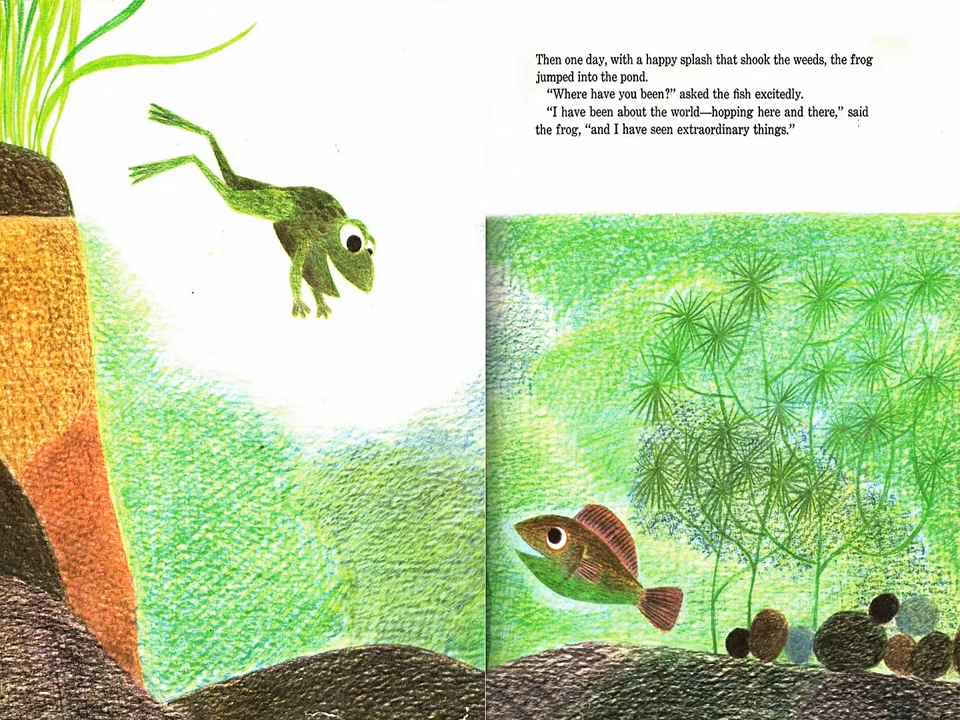 Then one day, with a happy splash that shook the weeds, the frog
jumped into the pond.
“Where have you been?” asked the fish excitedly.
“I have been about the world—hopping here and there,” said
the frog, “and I have seen extraordinary things.”